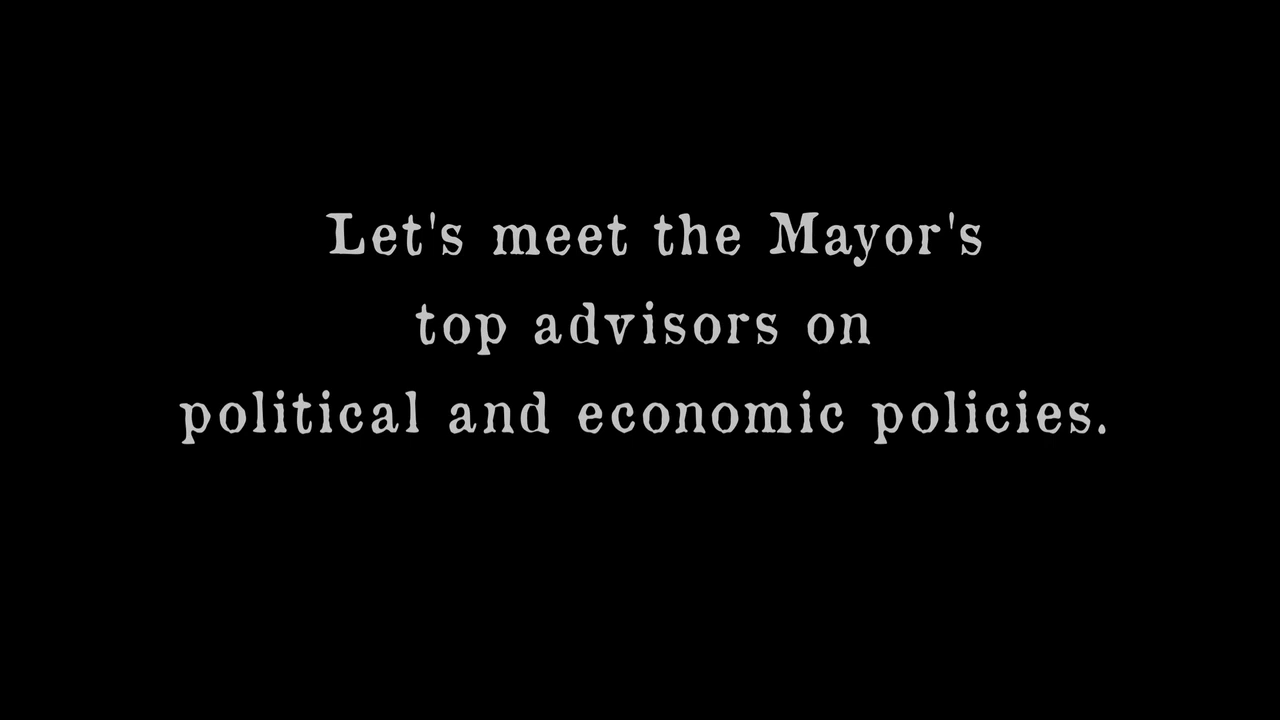 Let's meet the Mayor's
top advisors on
political and economic policies.